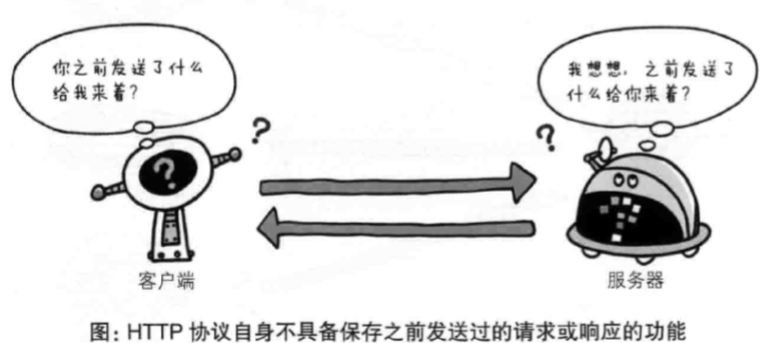 你之前发送了什么
给我来着?
我想想,之前发送了
什么给你来着?
?
?
?
客户端
服务器
图:HTTP 协议自身不具备保存之前发送过的请求或响应的功能